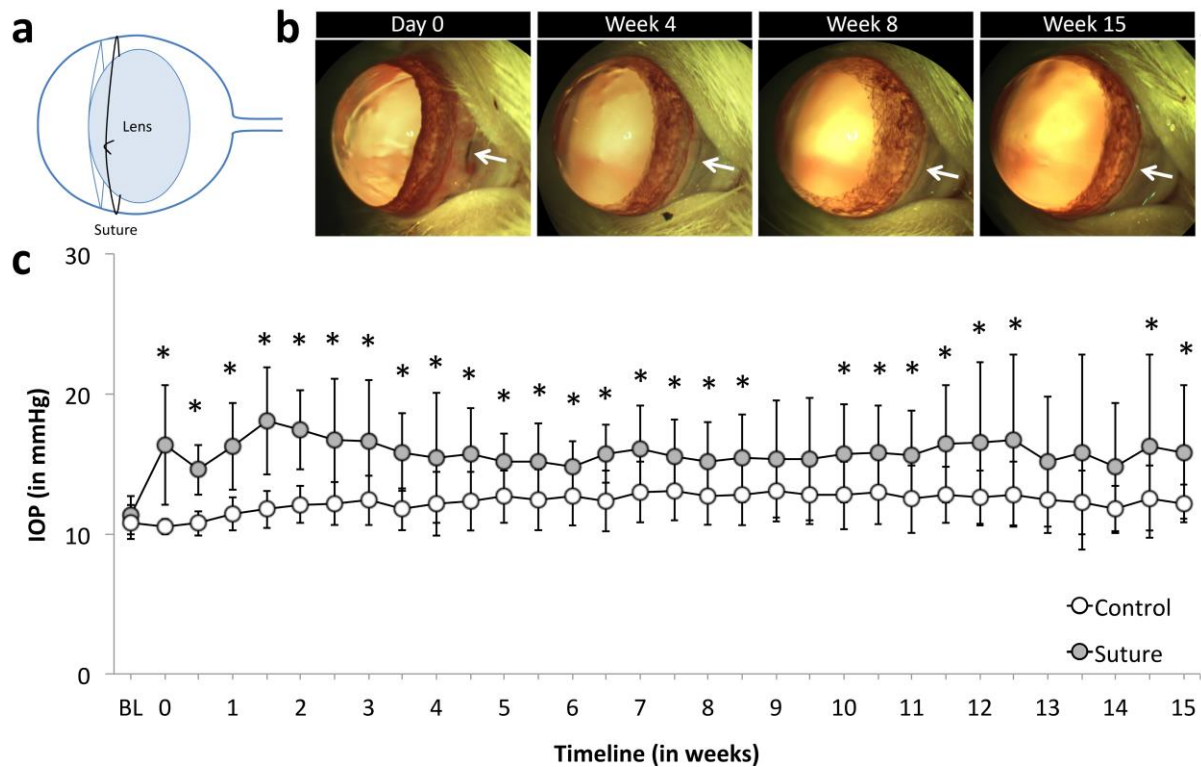 a
Lens
Suture
b
Day 0
Week 4
Week 8
Week 15
c
IOP (in mmHg)
30
20
10
0
* * * * * * * * * * * * * * * * * * * * * * * * * *
Control
Suture
BL 0 1 2 3 4 5 6 7 8 9 10 11 12 13 14 15
Timeline (in weeks)